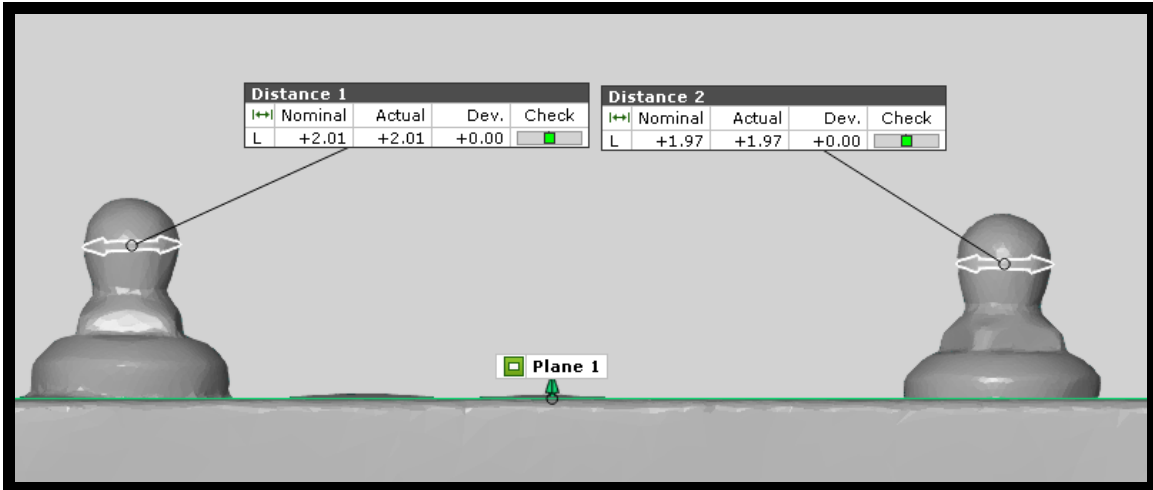 Distance 1
Nominal Actual Dev. Check
L +2.01 +2.01 +0.00
Distance 2
Nominal Actual Dev. Check
L +1.97 +1.97 +0.00
Plane 1